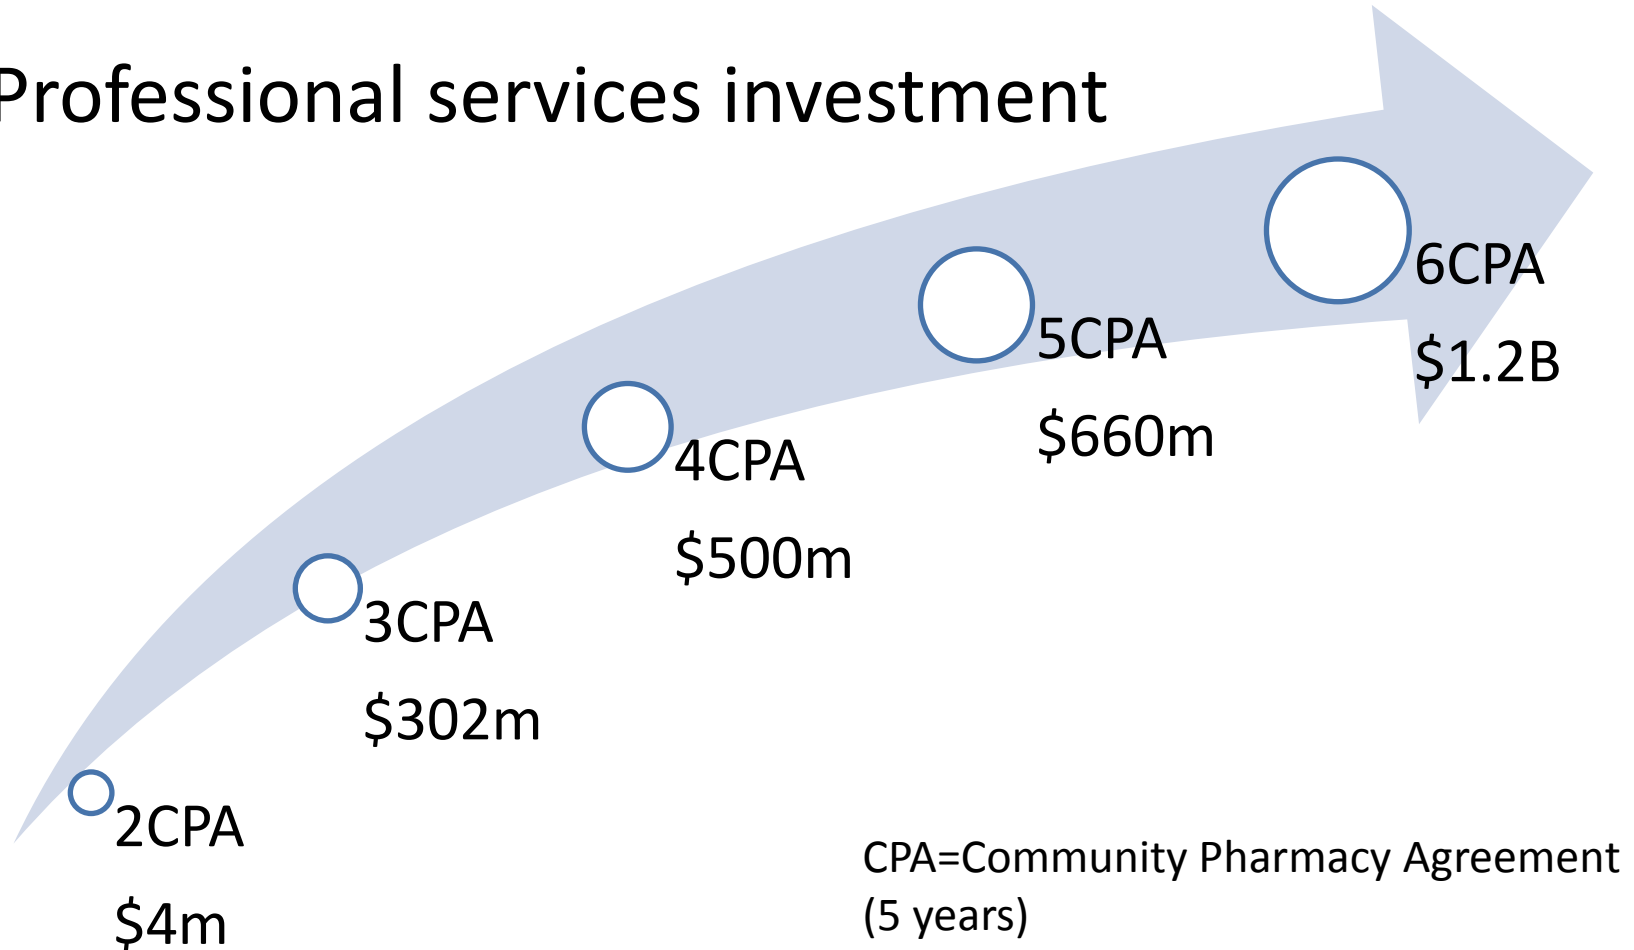 Professional services investment
6CPA
$1.2B
5CPA
$660m
4CPA
$500m
3CPA
$302m
2CPA
$4m
CPA=Community Pharmacy Agreement
(5 years)